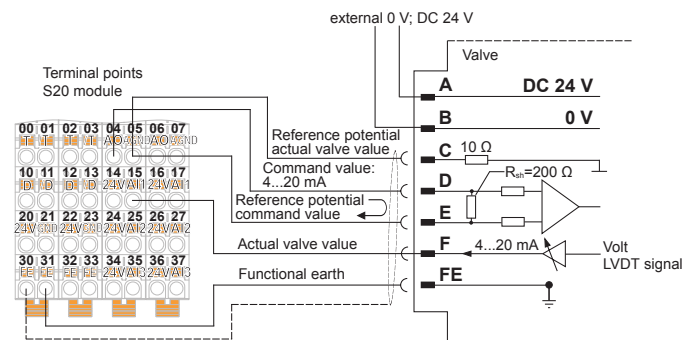 external 0 V; DC 24 V
Valve
Terminal points
S20 module
A DC 24 V
B 0 V
00 01 02 03 04 05 06 07
T T T T AO AGND AO AGND
Reference potential
actual valve value
C 10 Ω
Command value:
4...20 mA
D Rsh=200 Ω
10 11 12 13 14 15 16 17
D D D D 24V AI1 24V AI1
Reference potential
command value
E
20 21 22 23 24 25 26 27
24V GND 24V GND 24V AI2 24V AI2
Actual valve value
F 4...20 mA
Volt
LVDT signal
30 31 32 33 34 35 36 37
FE FE FE FE 24V AI3 24V AI3
Functional earth
FE